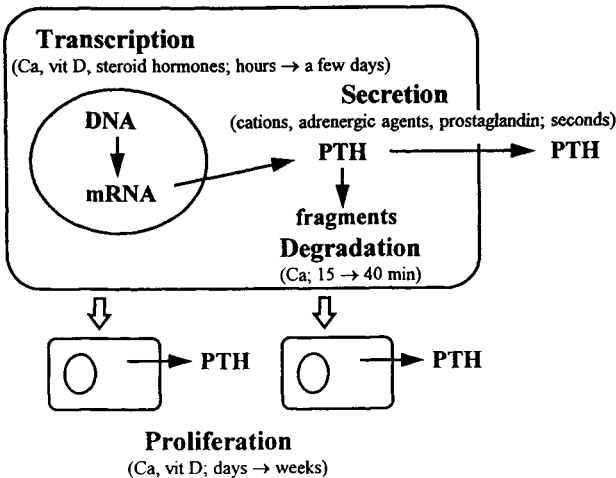 Transcription
(Ca, vit D, steroid hormones; hours → a few days)
Secretion
(cations, adrenergic agents, prostaglandin; seconds)
DNA
PTH
PTH
mRNA
fragments
Degradation
(Ca; 15 → 40 min)
PTH
PTH
Proliferation
(Ca, vit D; days → weeks)